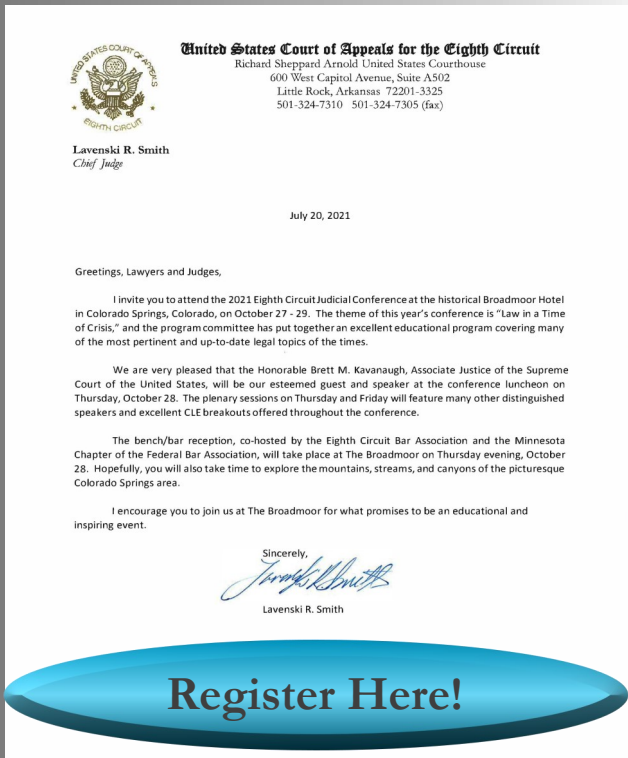 United States Court of Appeals for the Eighth Circuit
Richard Sheppard Arnold United States Courthouse
600 West Capitol Avenue, Suite A502
Little Rock, Arkansas 72201-3325
501-324-7310 501-324-7305 (fax)
UNITED STATES COURT OF APPEALS
EIGHTH CIRCUIT
Lavenski R. Smith
Chief Judge
July 20, 2021
Greetings, Lawyers and Judges,
I invite you to attend the 2021 Eighth Circuit Judicial Conference at the historical Broadmoor Hotel
in Colorado Springs, Colorado, on October 27 - 29. The theme of this year's conference is “Law in a Time
of Crisis,” and the program committee has put together an excellent educational program covering many
of the most pertinent and up-to-date legal topics of the times.
We are very pleased that the Honorable Brett M. Kavanaugh, Associate Justice of the Supreme
Court of the United States, will be our esteemed guest and speaker at the conference luncheon on
Thursday, October 28. The plenary sessions on Thursday and Friday will feature many other distinguished
speakers and excellent CLE breakouts offered throughout the conference.
The bench/bar reception, co-hosted by the Eighth Circuit Bar Association and the Minnesota
Chapter of the Federal Bar Association, will take place at The Broadmoor on Thursday evening, October
28. Hopefully, you will also take time to explore the mountains, streams, and canyons of the picturesque
Colorado Springs area.
I encourage you to join us at The Broadmoor for what promises to be an educational and
inspiring event.
Sincerely,
Lavenski R. Smith
Register Here!